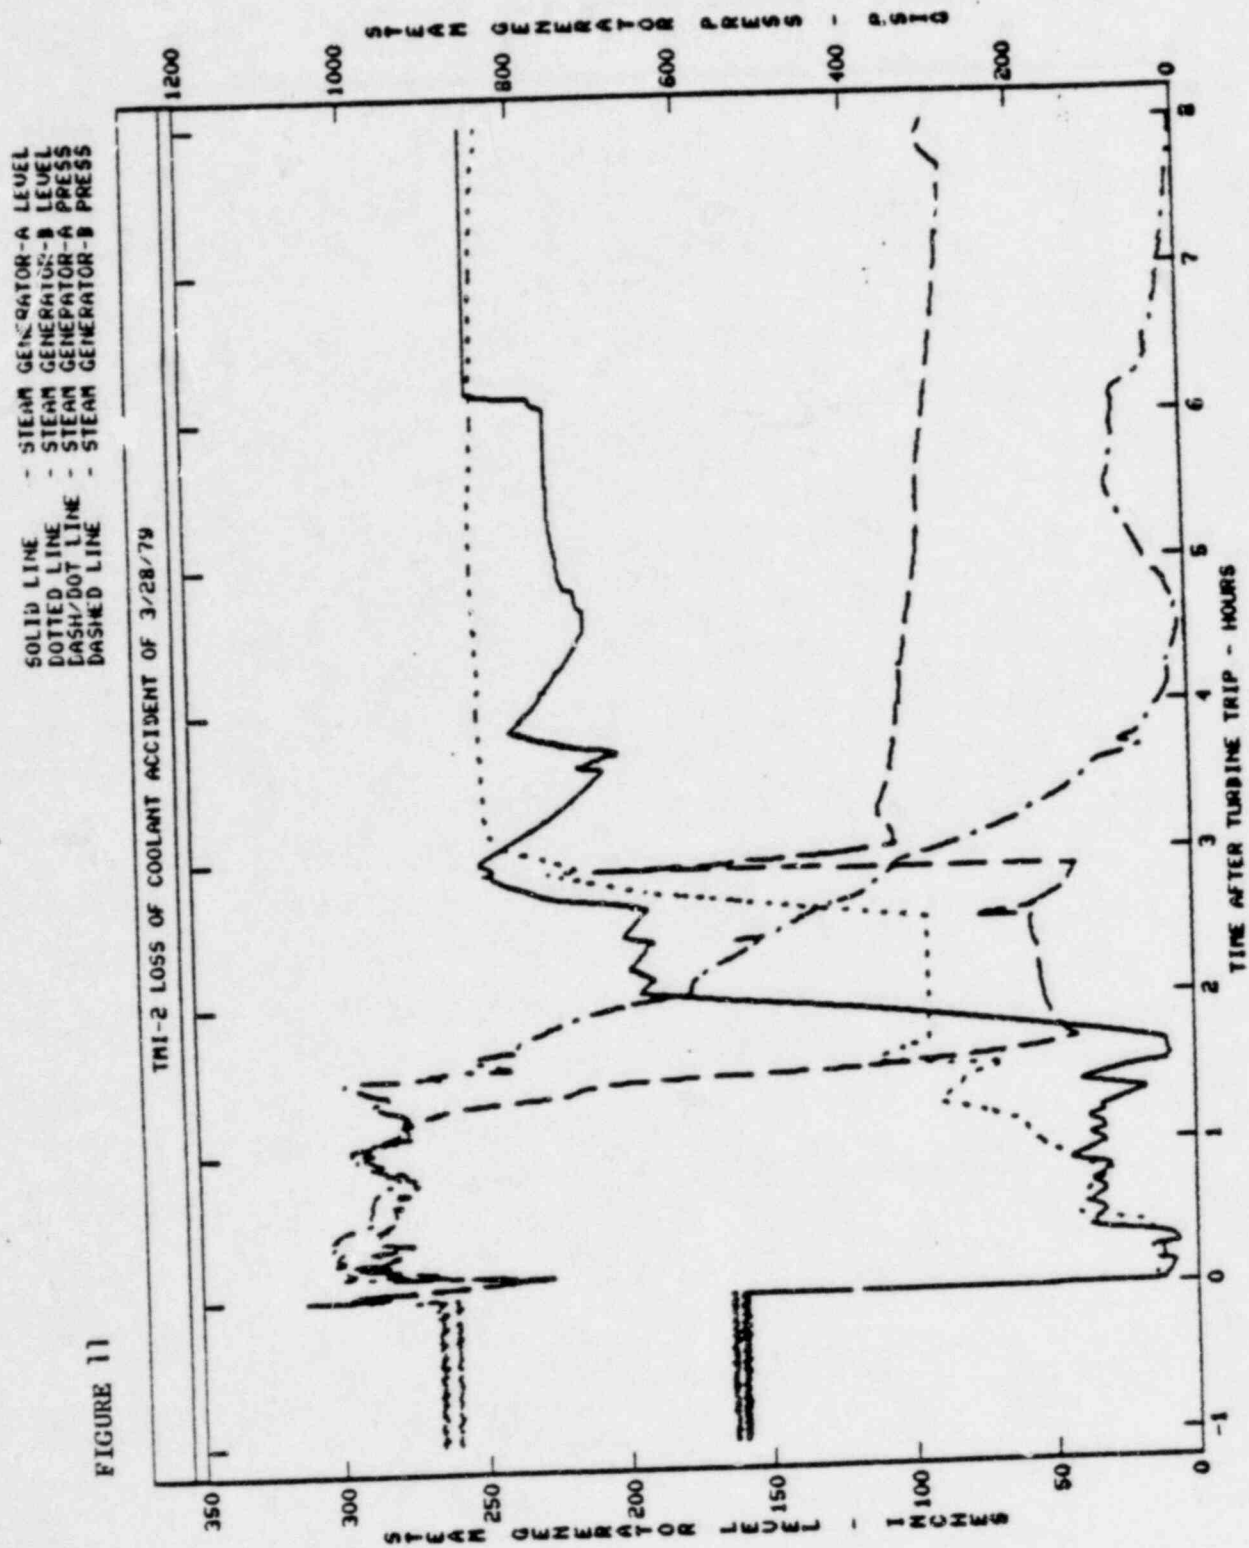 FIGURE 11
SOLID LINE - STEAM GENERATOR-A LEVEL
DOTTED LINE - STEAM GENERATOR-B LEVEL
DASH/DOT LINE - STEAM GENEPATOR-A PRESS
DASHED LINE - STEAM GENERATOR-B PRESS
TMI-2 LOSS OF COOLANT ACCIDENT OF 3/28/79
350
300
250
200
150
100
50
0
STEAM GENERATOR LEVEL - INCHES
1200
1000
800
600
400
200
0
STEAM GENERATOR PRESS - PSIG
-1
0
1
2
3
4
5
6
7
8
TIME AFTER TURBINE TRIP - HOURS